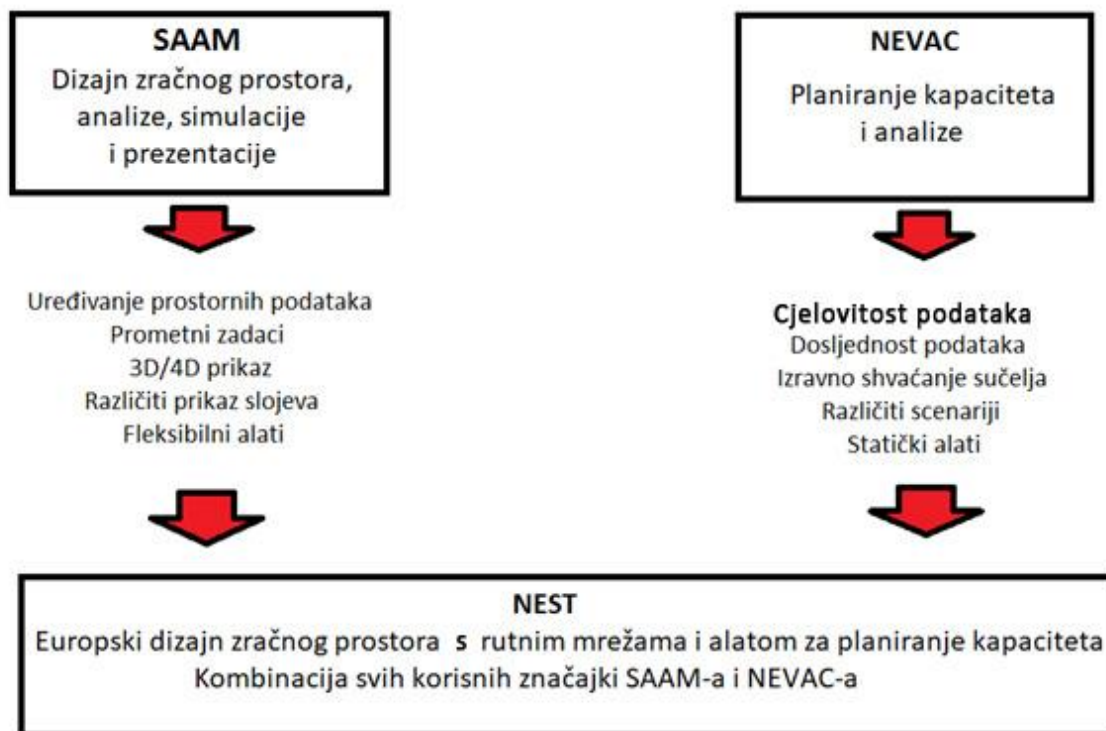 SAAM
Dizajn zračnog prostora,
analize, simulacije
i prezentacije
NEVAC
Planiranje kapaciteta
i analize
Uređivanje prostornih podataka
Prometni zadaci
3D/4D prikaz
Različiti prikaz slojeva
Fleksibilni alati
Cjelovitost podataka
Dosljednost podataka
Izravno shvaćanje sučelja
Različiti scenariji
Statički alati
NEST
Europski dizajn zračnog prostora s rutnim mrežama i alatom za planiranje kapaciteta
Kombinacija svih korisnih značajki SAAM-a i NEVAC-a